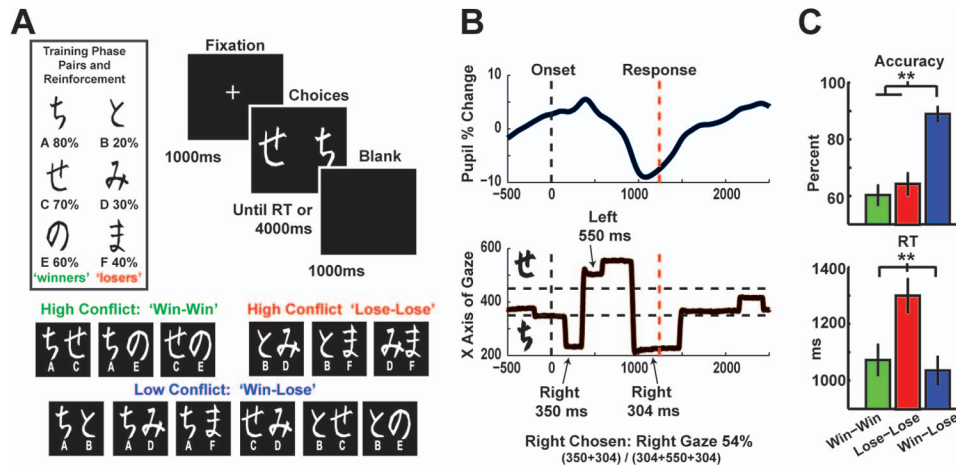 A
Training Phase
Pairs and
Reinforcement
ち と
A 80% B 20%
せ み
C 70% D 30%
の ま
E 60% F 40%
'winners' 'losers'
Fixation
+
1000ms
Choices
せ ち
Until RT or
4000ms
Blank
1000ms
High Conflict: 'Win-Win'
ちせ ちの せの
A C A E C E
High Conflict 'Lose-Lose'
とみ とま みま
B D B F D F
Low Conflict: 'Win-Lose'
ちと ちみ ちま せみ とせ との
A B A D A F C D B C B E
B
Onset Response
Pupil % Change
10
0
−10
−500 0 1000 2000
Left
550 ms
X Axis of Gaze
600
400
200
せ
ち
−500 0 1000 2000
Right
350 ms
Right
304 ms
Right Chosen: Right Gaze 54%
(350+304) / (304+550+304)
C
Accuracy
**
Percent
100
80
60
RT
**
ms
1400
1200
1000
Win−Win
Lose−Lose
Win−Lose